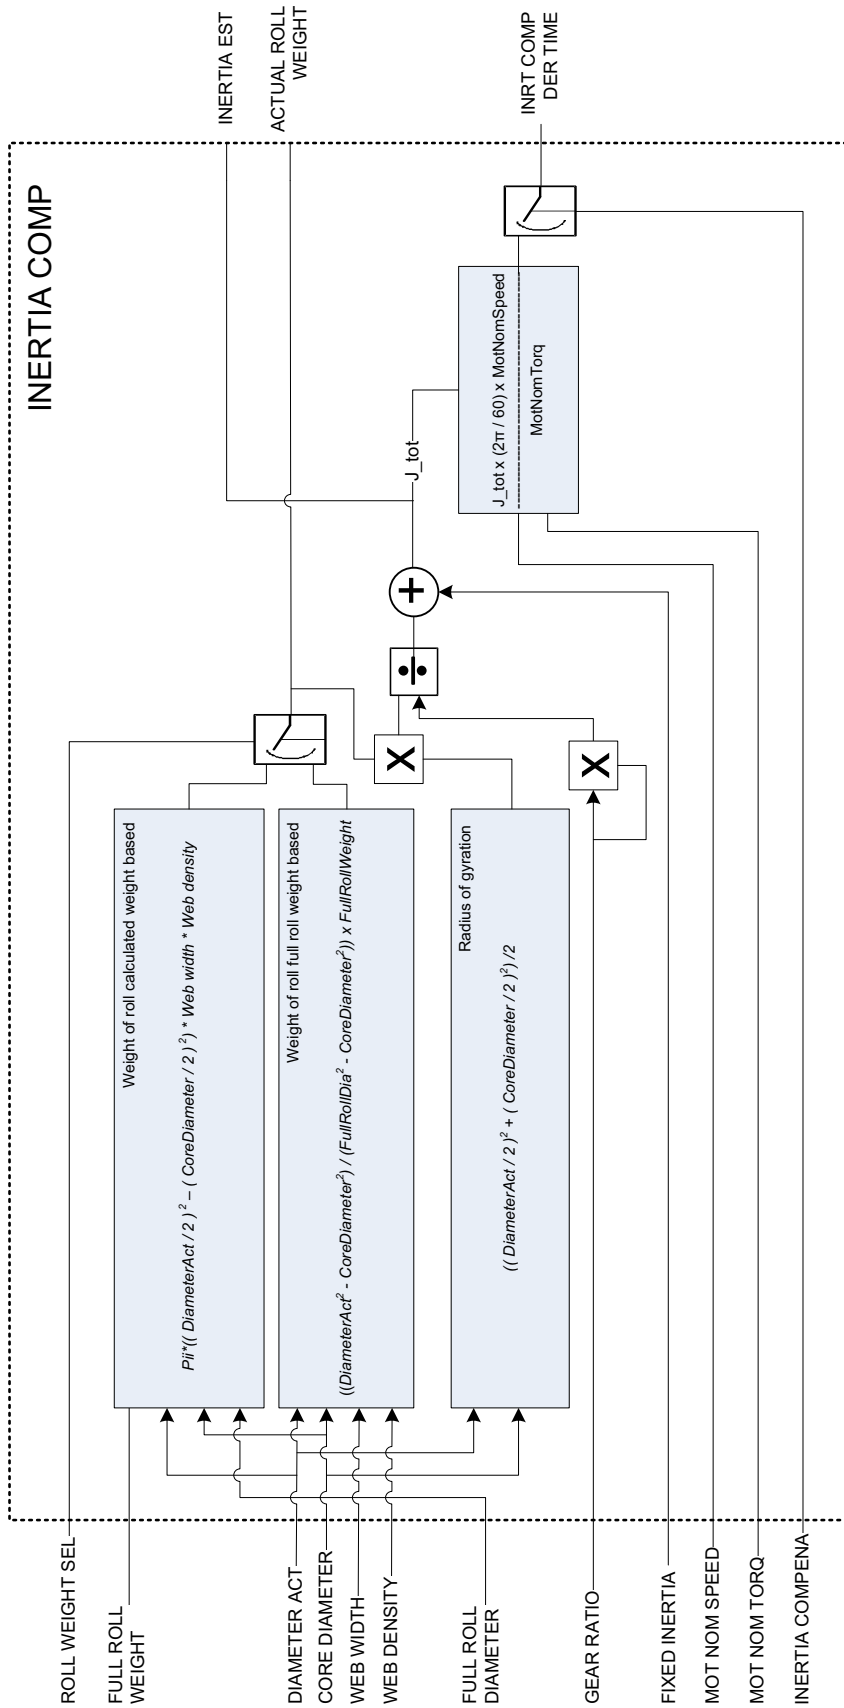 INERTIA COMP
ROLL WEIGHT SEL
FULL ROLL
WEIGHT
DIAMETER ACT
CORE DIAMETER
WEB WIDTH
WEB DENSITY
FULL ROLL
DIAMETER
GEAR RATIO
FIXED INERTIA
MOT NOM SPEED
MOT NOM TORQ
INERTIA COMPENA
Weight of roll calculated weight based
Pii*(( DiameterAct / 2 )² – ( CoreDiameter / 2 )²) * Web width * Web density
Weight of roll full roll weight based
((DiameterAct² - CoreDiameter²) / (FullRollDia² - CoreDiameter²)) x FullRollWeight
Radius of gyration
(( DiameterAct / 2 )² + ( CoreDiameter / 2 )²) /2
X
X
÷
+
J_tot
J_tot x (2π / 60) x MotNomSpeed
MotNomTorq
INERTIA EST
ACTUAL ROLL
WEIGHT
INRT COMP
DER TIME